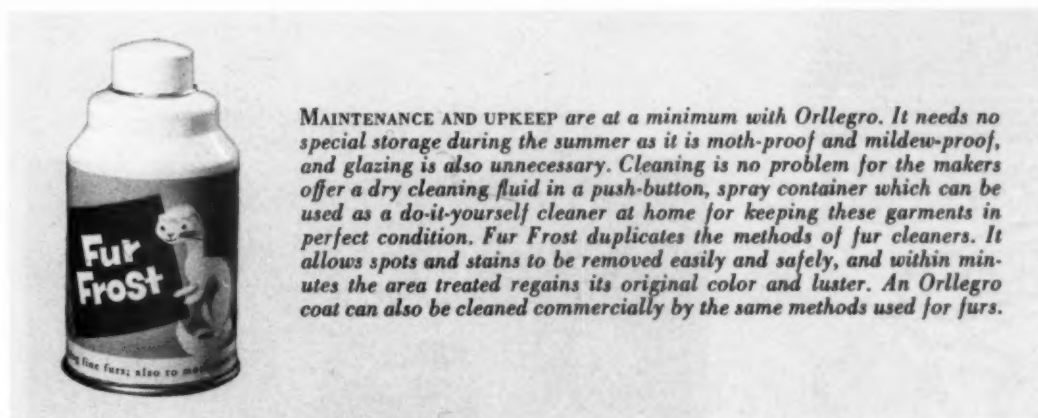 MAINTENANCE AND UPKEEP are at a minimum with Orllegro. It needs no
special storage during the summer as it is moth-proof and mildew-proof,
and glazing is also unnecessary. Cleaning is no problem for the makers
offer a dry cleaning fluid in a push-button, spray container which can be
used as a do-it-yourself cleaner at home for keeping these garments in
perfect condition. Fur Frost duplicates the methods of fur cleaners. It
allows spots and stains to be removed easily and safely, and within min-
utes the area treated regains its original color and luster. An Orllegro
coat can also be cleaned commercially by the same methods used for furs.
Fur
FroSt
fine furs; also to